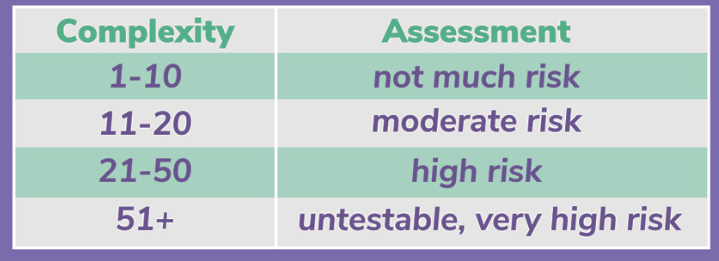 Complexity Assessment
1-10 not much risk
11-20 moderate risk
21-50 high risk
51+ untestable, very high risk